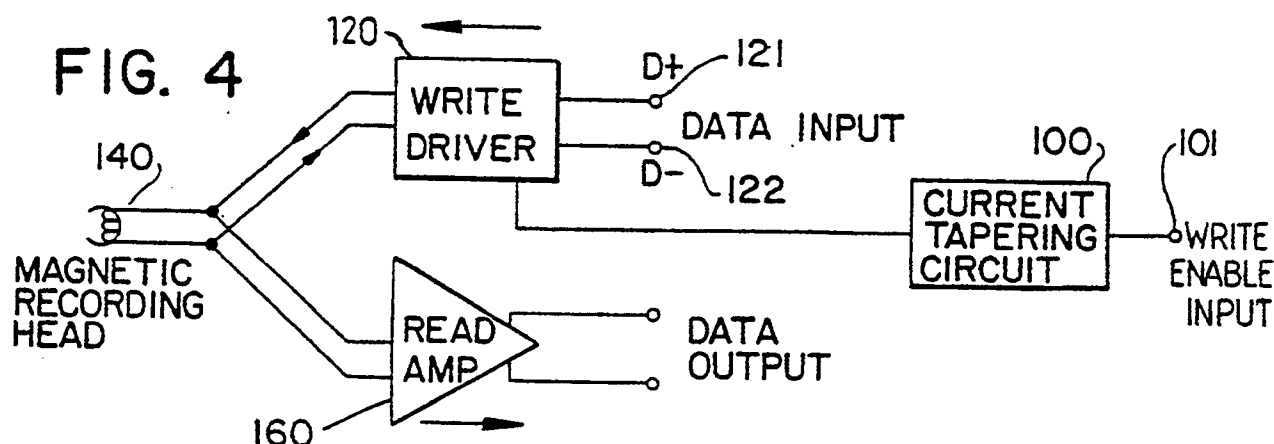 FIG. 4
120
WRITE
DRIVER
D+
121
DATA INPUT
D-
122
140
MAGNETIC
RECORDING
HEAD
100
CURRENT
TAPERING
CIRCUIT
101
WRITE
ENABLE
INPUT
READ
AMP
160
DATA
OUTPUT